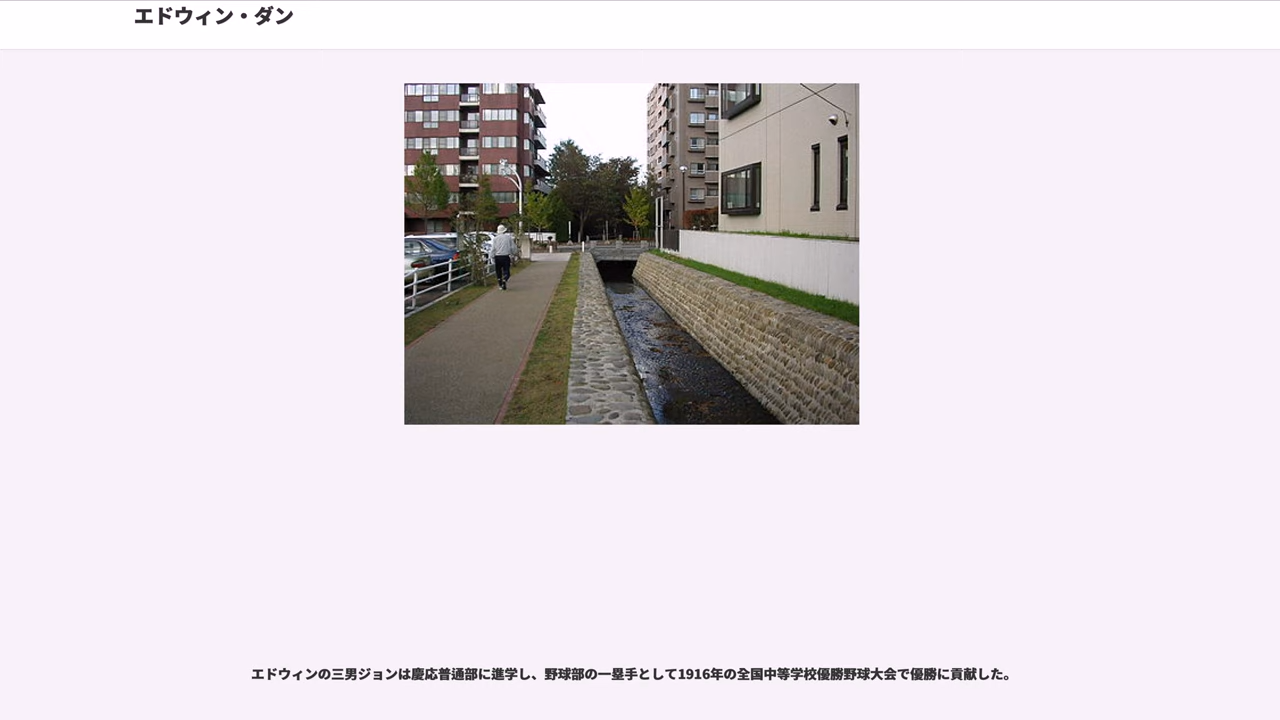 エドウィン・ダン
エドウィンの三男ジョンは慶応普通部に進学し、野球部の一塁手として1916年の全国中等学校優勝野球大会で優勝に貢献した。